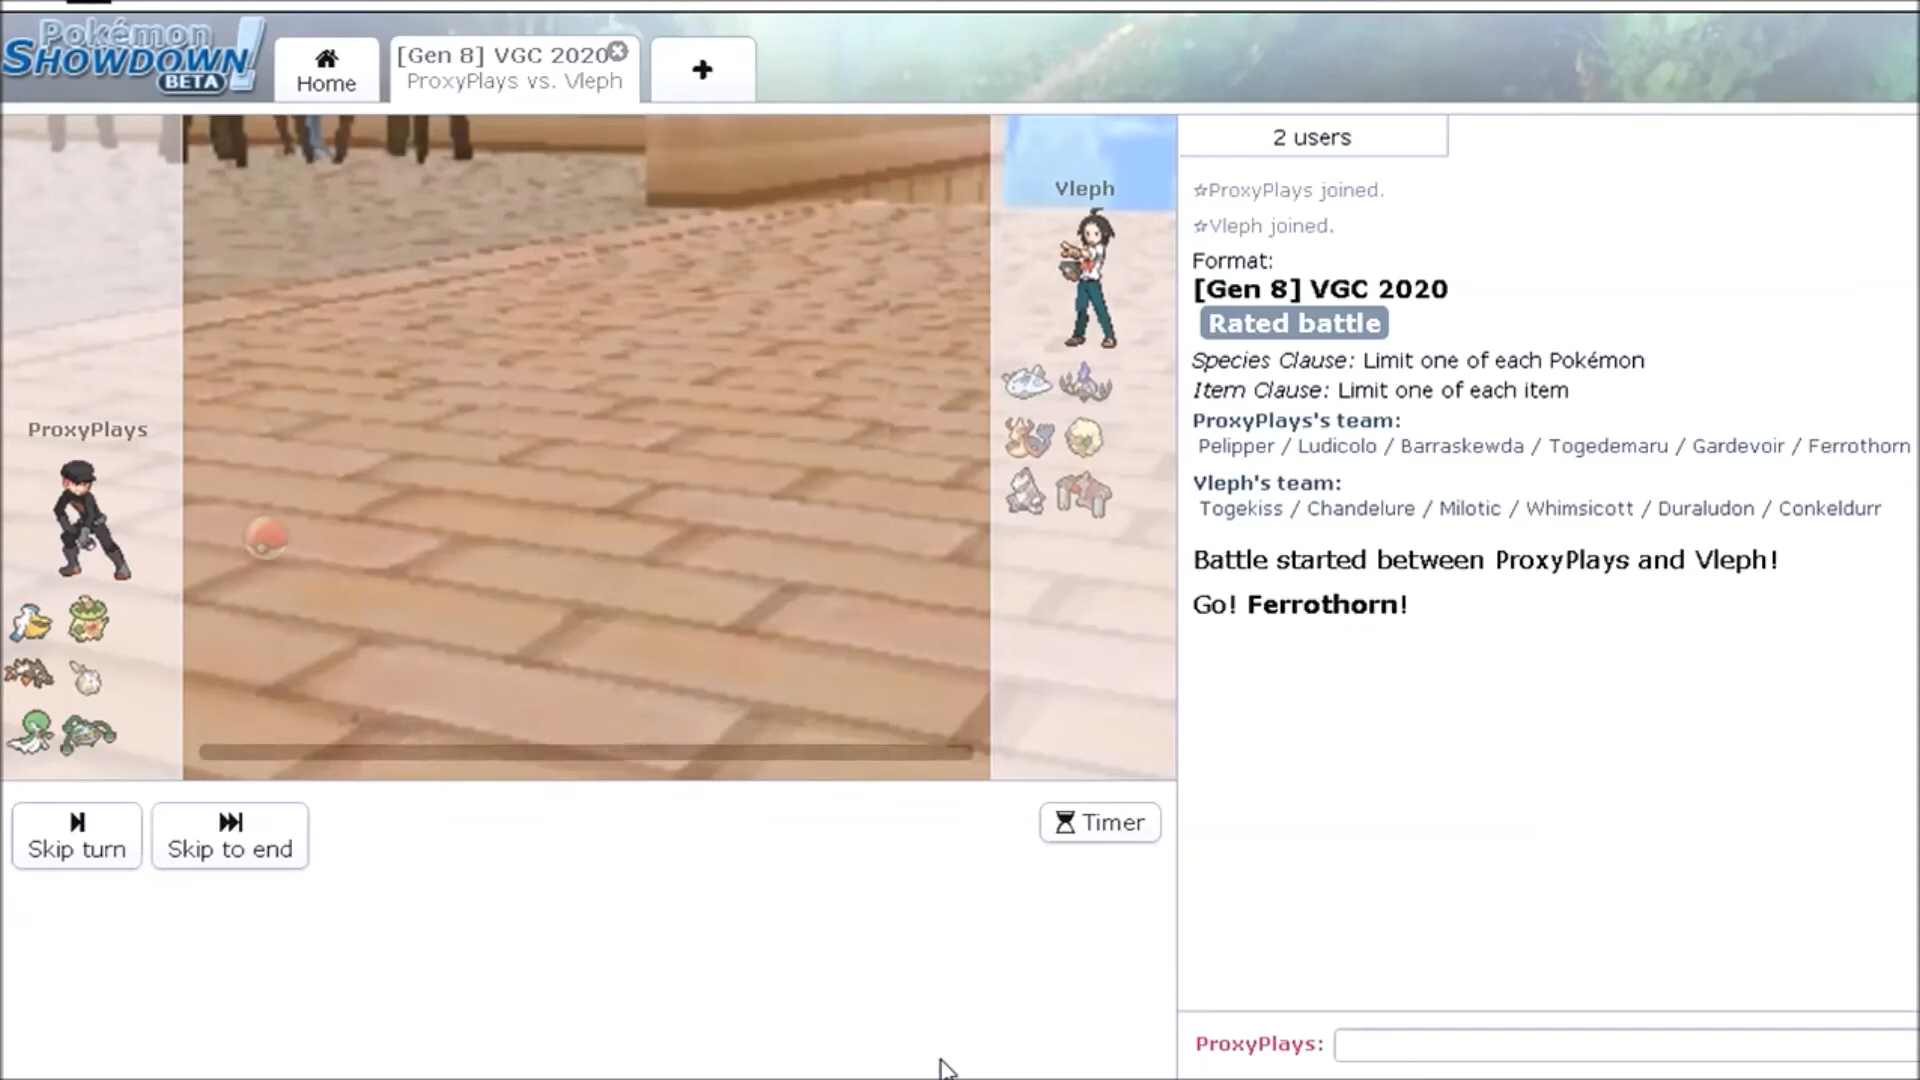 Pokémon
SHOWDOWN!
BETA
Home
[Gen 8] VGC 2020
ProxyPlays vs. Vleph
2 users
☆ProxyPlays joined.
☆Vleph joined.
Format:
[Gen 8] VGC 2020
Rated battle
Species Clause: Limit one of each Pokémon
Item Clause: Limit one of each item
ProxyPlays's team:
Pelipper / Ludicolo / Barraskewda / Togedemaru / Gardevoir / Ferrothorn
Vleph's team:
Togekiss / Chandelure / Milotic / Whimsicott / Duraludon / Conkeldurr
Battle started between ProxyPlays and Vleph!
Go! Ferrothorn!
Vleph
ProxyPlays
Skip turn
Skip to end
Timer
ProxyPlays: